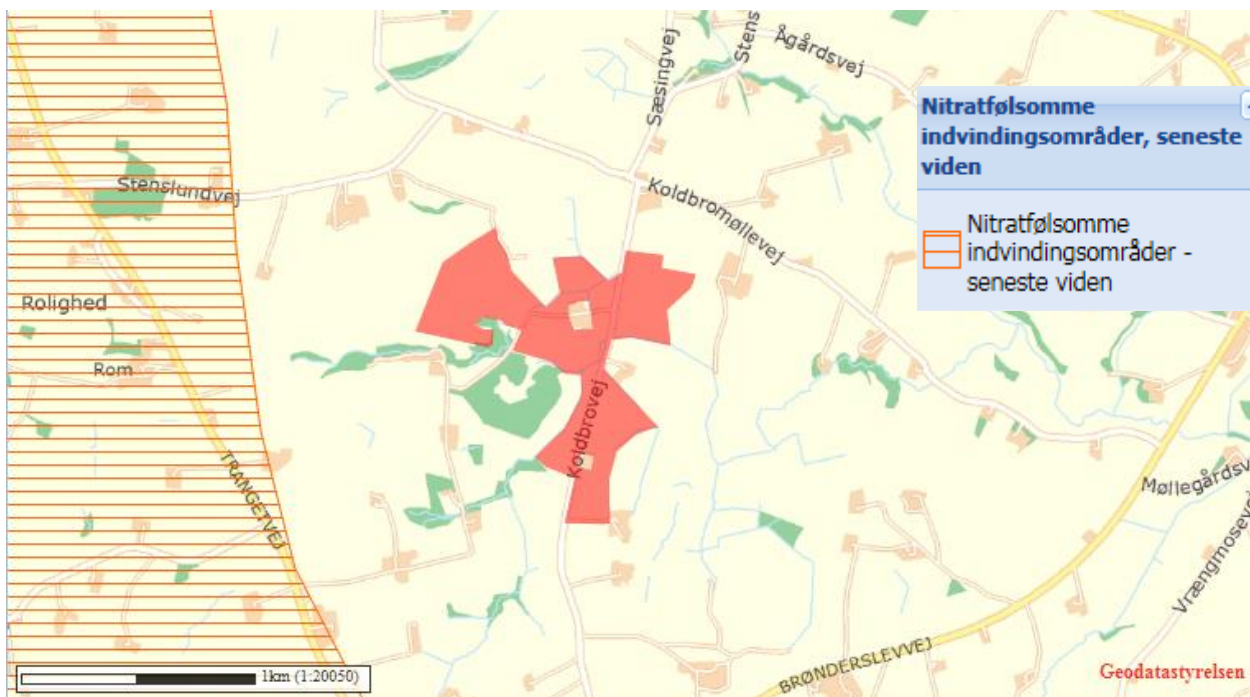 Ågårdsvej
Stens
Sæsingvej
Nitratfølsomme
indvindingsområder, seneste
viden
Nitratfølsomme
indvindingsområder -
seneste viden
Stenslundvej
Koldbromøllevej
Rolighed
Rom
Koldbrovej
TRANGETVEJ
Møllegårdsv
Vrængmosevej
BRØNDERSLEVVEJ
1km (1:20050)
Geodatastyrelsen